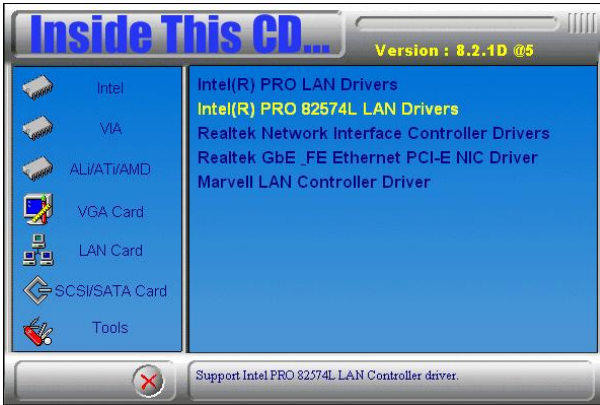 Inside This CD...
Version : 8.2.1D @5
Intel
VIA
ALi/ATi/AMD
VGA Card
LAN Card
SCSI/SATA Card
Tools
Intel(R) PRO LAN Drivers
Intel(R) PRO 82574L LAN Drivers
Realtek Network Interface Controller Drivers
Realtek GbE _FE Ethernet PCI-E NIC Driver
Marvell LAN Controller Driver
Support Intel PRO 82574L LAN Controller driver.